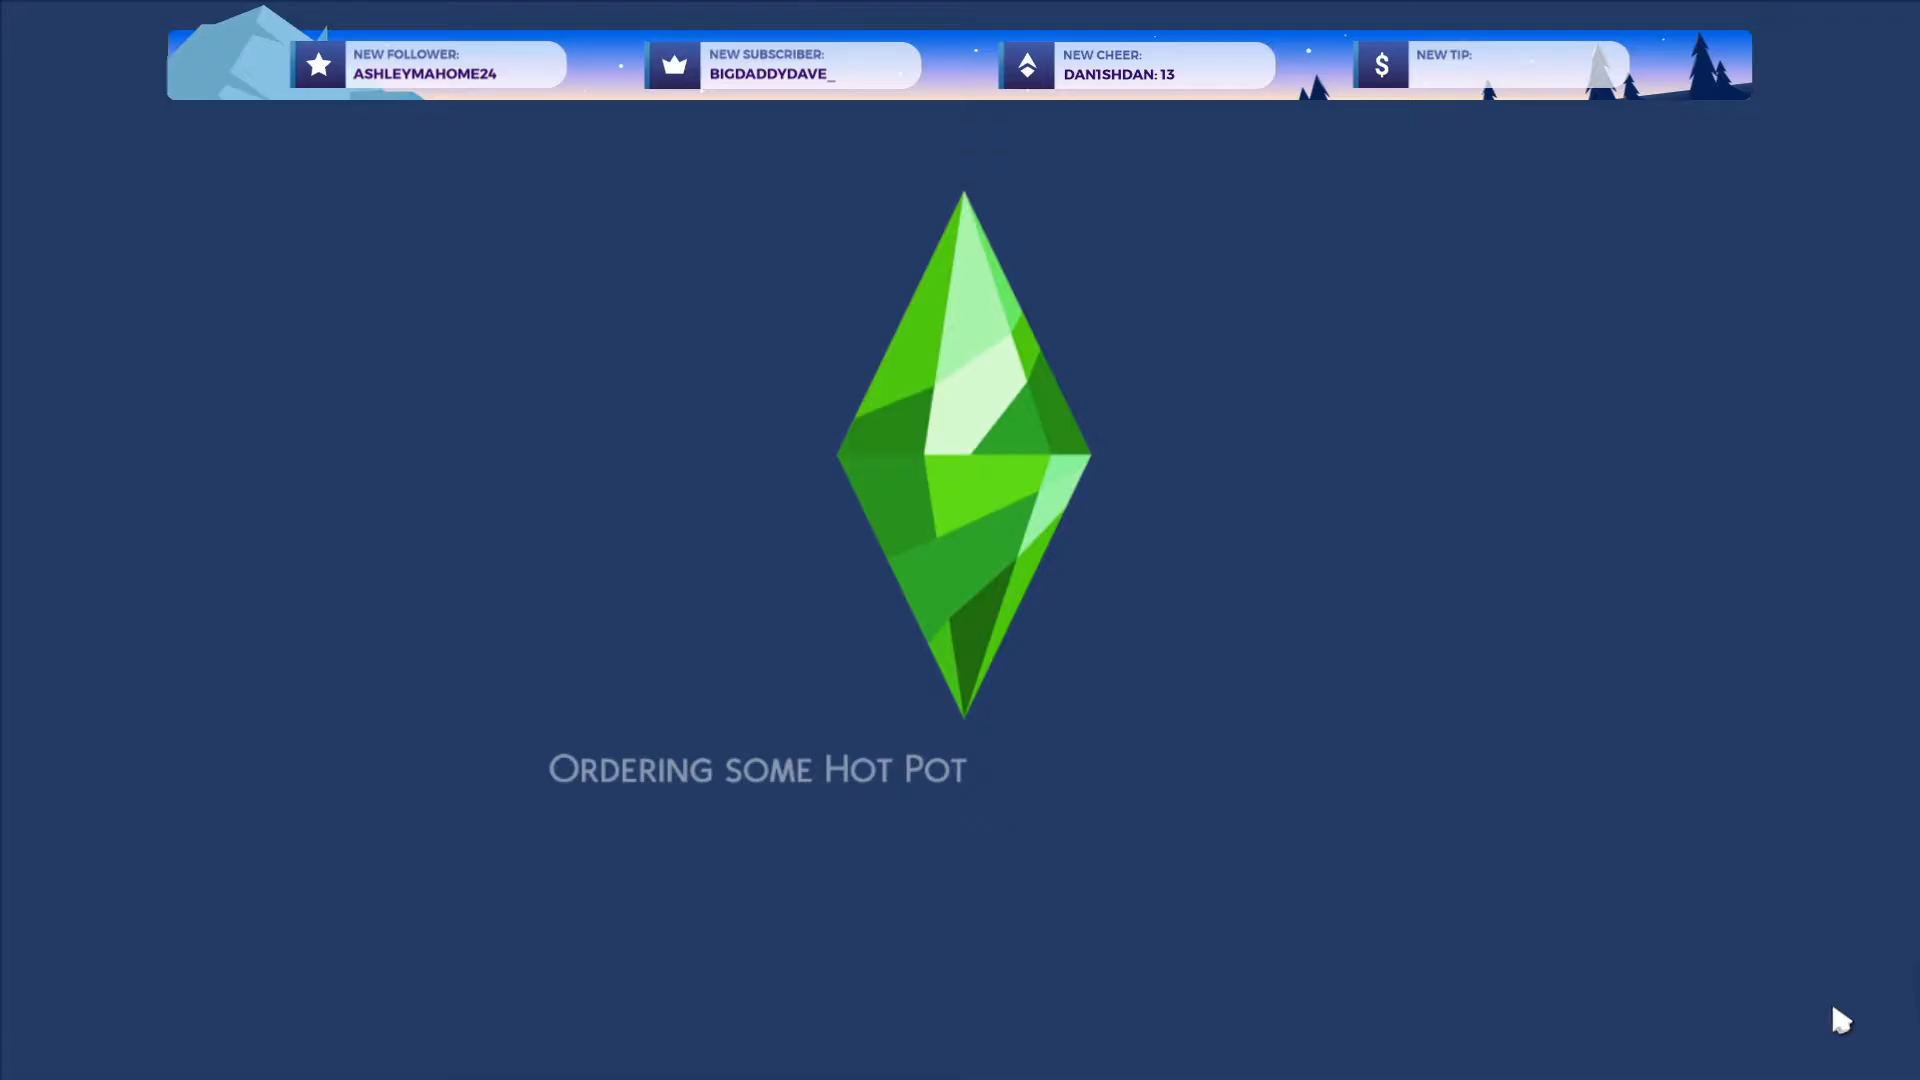 NEW FOLLOWER:
ASHLEYMAHOME24
NEW SUBSCRIBER:
BIGDADDYDAVE_
NEW CHEER:
DAN1SHDAN: 13
NEW TIP:
ORDERING SOME HOT POT